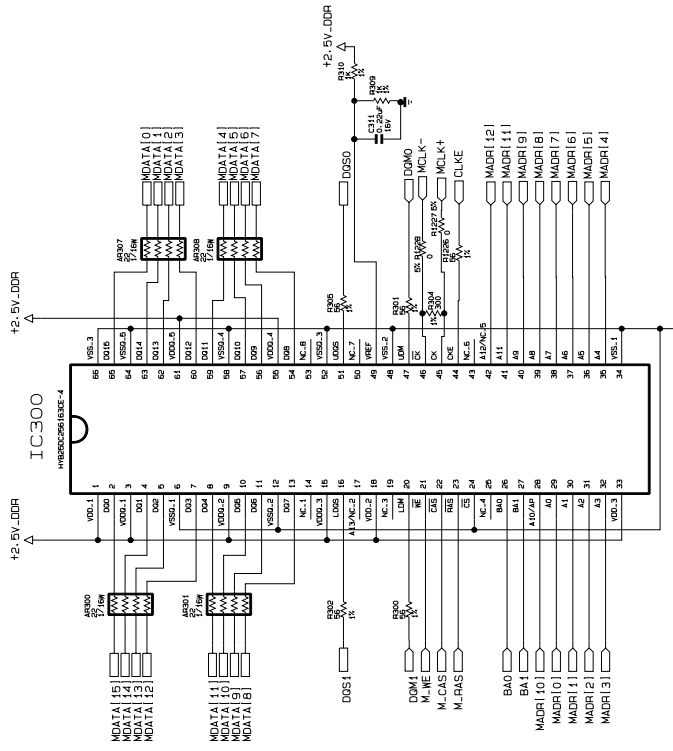 +2.5V_DDR
R310
1K
1%
R309
1K
1%
C311
0.22uF
16V
MDATA[0]
MDATA[1]
MDATA[2]
MDATA[3]
MDATA[4]
MDATA[5]
MDATA[6]
MDATA[7]
DQS0
DQM0
MCLK-
MCLK+
CLKE
MADR[12]
MADR[11]
MADR[9]
MADR[8]
MADR[7]
MADR[6]
MADR[5]
MADR[4]
AR307
22
1/16W
AR308
22
1/16W
R305
56
1%
R301
56
1%
R1228
5%
0
R1227 5%
R1226
0
R304
300
1%
56
1%
+2.5V_DDR
VSS_3
DQ15
VSSQ_5
DQ14
DQ13
VDDQ_5
DQ12
DQ11
VSSQ_4
DQ10
DQ9
VDDQ_4
DQ8
NC_8
VSSQ_3
UDQS
NC_7
VREF
VSS_2
UDM
CK
CK
CKE
NC_6
A12/NC_5
A11
A9
A8
A7
A6
A5
A4
VSS_1
66
65
64
63
62
61
60
59
58
57
56
55
54
53
52
51
50
49
48
47
46
45
44
43
42
41
40
39
38
37
36
35
34
IC300
HYB25DC256163CE-4
1
2
3
4
5
6
7
8
9
10
11
12
13
14
15
16
17
18
19
20
21
22
23
24
25
26
27
28
29
30
31
32
33
VDD_1
DQ0
VDDQ_1
DQ1
DQ2
VSSQ_1
DQ3
DQ4
VDDQ_2
DQ5
DQ6
VSSQ_2
DQ7
NC_1
VDDQ_3
LDQS
A13/NC_2
VDD_2
NC_3
LDM
WE
CAS
RAS
CS
NC_4
BA0
BA1
A10/AP
A0
A1
A2
A3
VDD_3
+2.5V_DDR
AR300
22
1/16W
AR301
22
1/16W
R302
56
1%
R300
56
1%
MDATA[15]
MDATA[14]
MDATA[13]
MDATA[12]
MDATA[11]
MDATA[10]
MDATA[9]
MDATA[8]
DQS1
DQM1
M_WE
M_CAS
M_RAS
BA0
BA1
MADR[10]
MADR[0]
MADR[1]
MADR[2]
MADR[3]